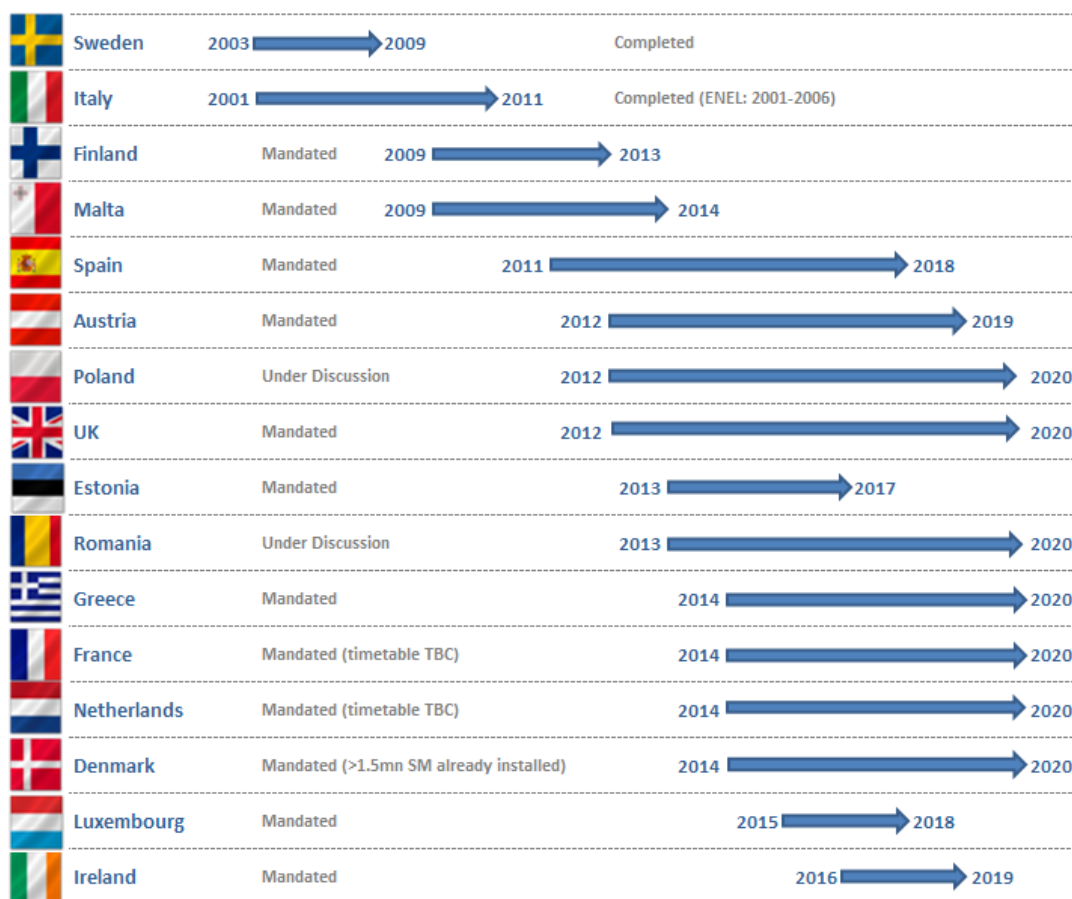 Sweden 2003 2009 Completed
Italy 2001 2011 Completed (ENEL: 2001-2006)
Finland Mandated 2009 2013
Malta Mandated 2009 2014
Spain Mandated 2011 2018
Austria Mandated 2012 2019
Poland Under Discussion 2012 2020
UK Mandated 2012 2020
Estonia Mandated 2013 2017
Romania Under Discussion 2013 2020
Greece Mandated 2014 2020
France Mandated (timetable TBC) 2014 2020
Netherlands Mandated (timetable TBC) 2014 2020
Denmark Mandated (>1.5mn SM already installed) 2014 2020
Luxembourg Mandated 2015 2018
Ireland Mandated 2016 2019